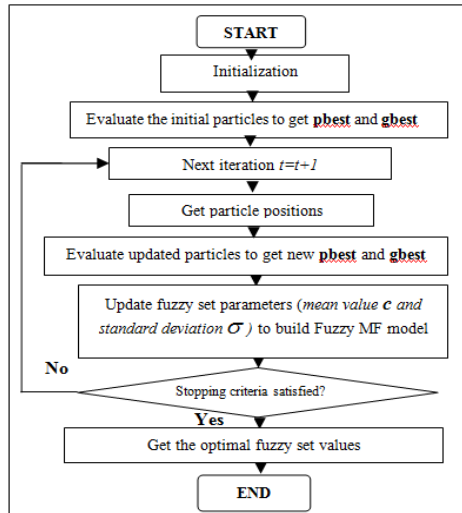 START
Initialization
Evaluate the initial particles to get pbest and gbest
Next iteration t=t+1
Get particle positions
Evaluate updated particles to get new pbest and gbest
Update fuzzy set parameters (mean value c and
standard deviation σ ) to build Fuzzy MF model
No
Stopping criteria satisfied?
Yes
Get the optimal fuzzy set values
END